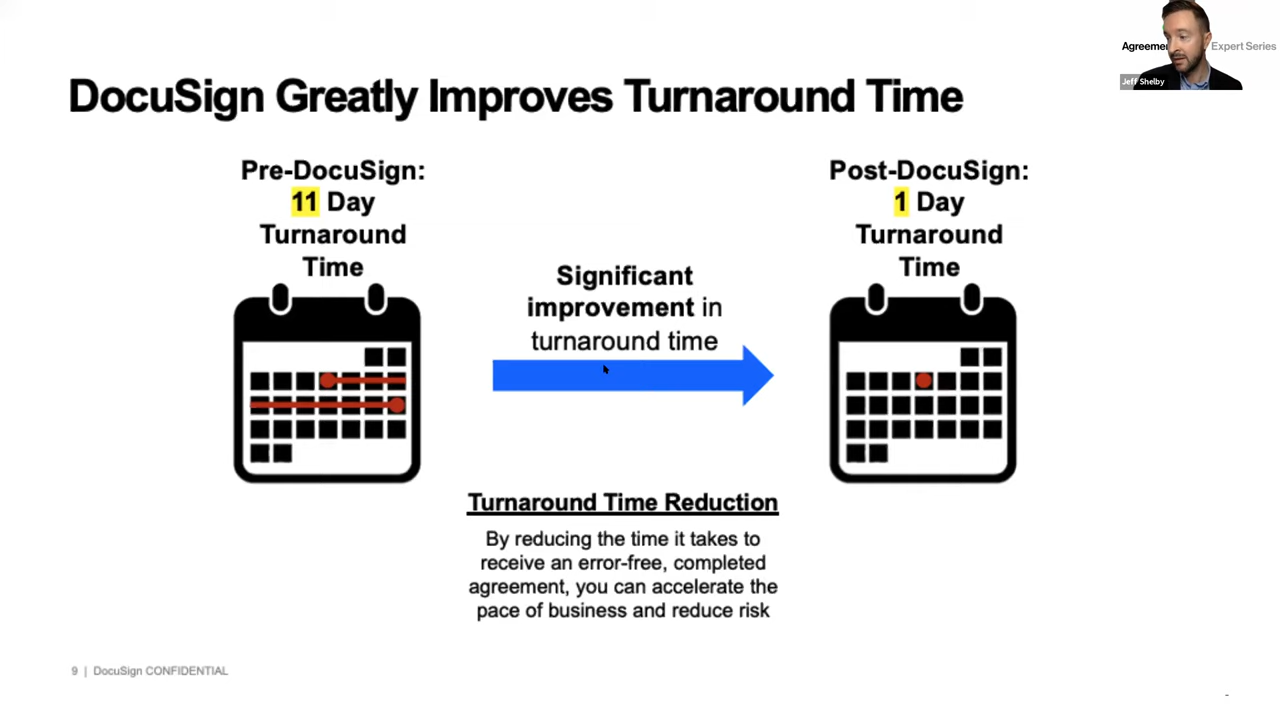 Agreemen Expert Series
Jeff Shelby
DocuSign Greatly Improves Turnaround Time
Pre-DocuSign:
11 Day
Turnaround
Time
Significant
improvement in
turnaround time
Post-DocuSign:
1 Day
Turnaround
Time
Turnaround Time Reduction
By reducing the time it takes to
receive an error-free, completed
agreement, you can accelerate the
pace of business and reduce risk
9 | DocuSign CONFIDENTIAL